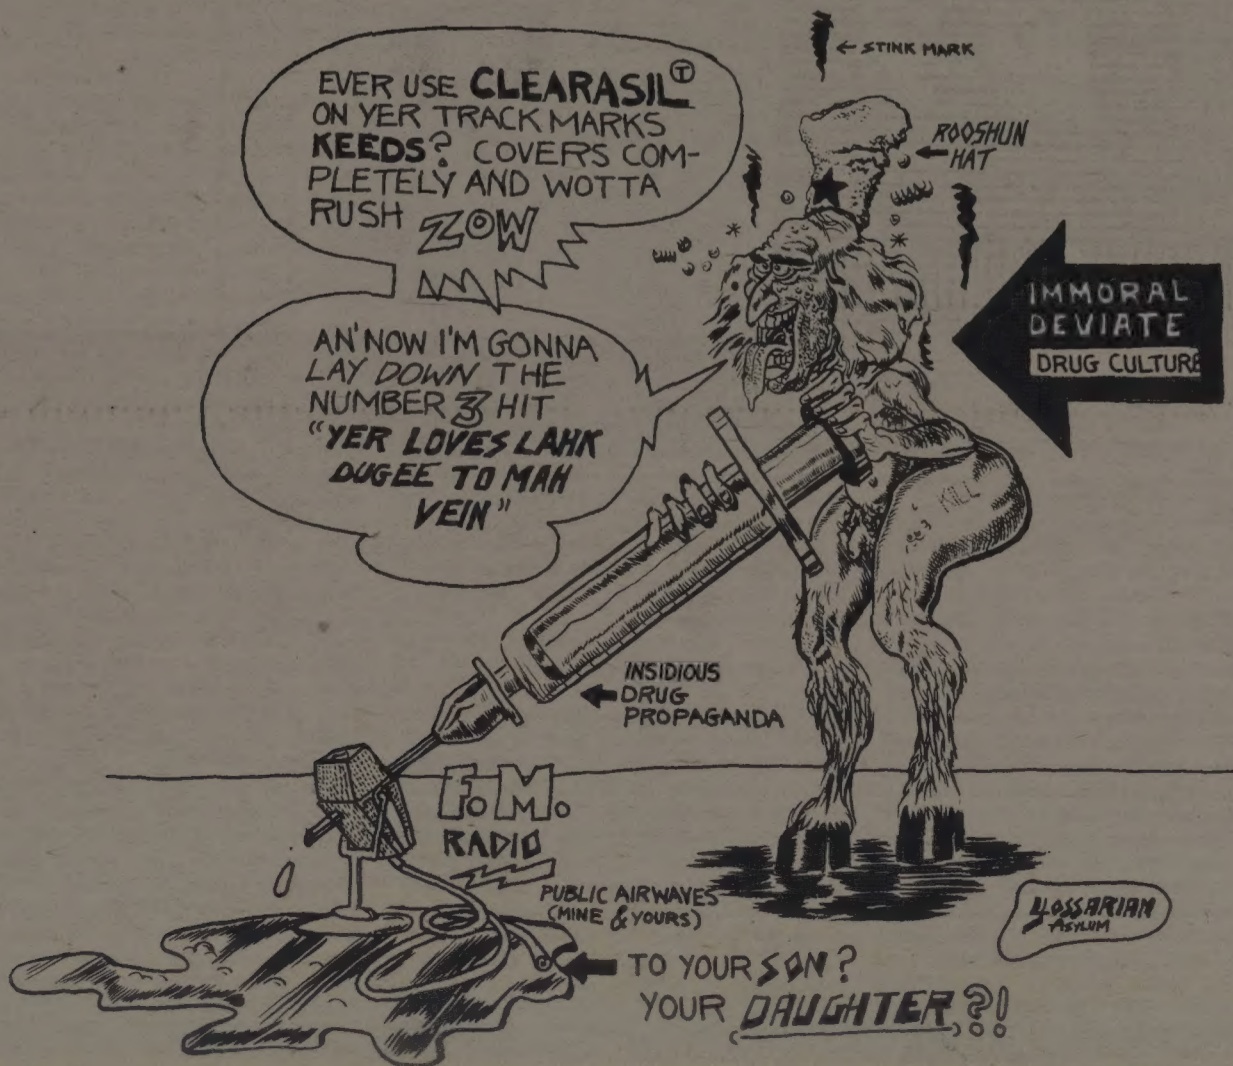 EVER USE CLEARASIL Ⓣ
ON YER TRACK MARKS
KEEDS? COVERS COM-
PLETELY AND WOTTA
RUSH ZOW
AN' NOW I'M GONNA
LAY DOWN THE
NUMBER 3 HIT
"YER LOVES LAHK
DUGEE TO MAH
VEIN"
← STINK MARK
ROOSHUN
HAT
IMMORAL
DEVIATE
DRUG CULTURE
KILL
INSIDIOUS
DRUG
PROPAGANDA
F.M.
RADIO
PUBLIC AIRWAVES
(MINE & YOURS)
TO YOUR SON?
YOUR DAUGHTER?!
YOSSARIAN
ASYLUM